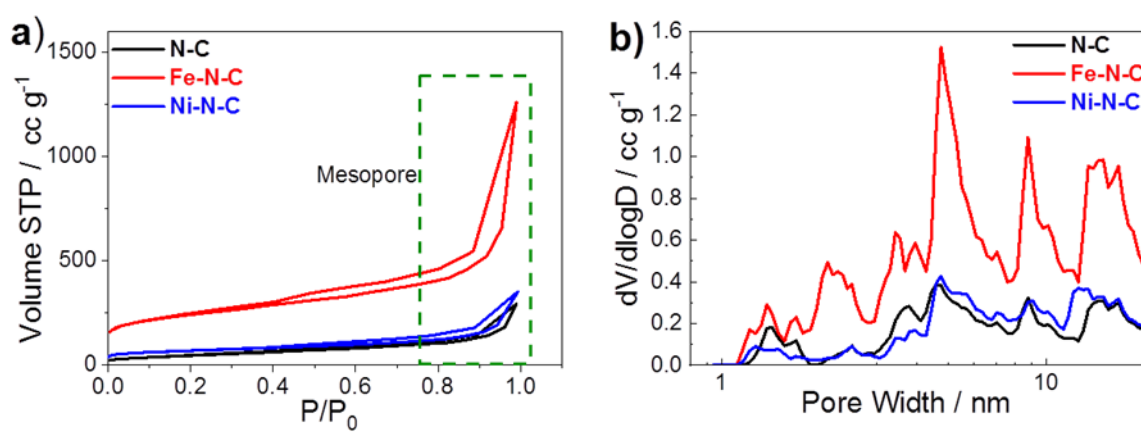 a)
N-C
Fe-N-C
Ni-N-C
Mesopore
Volume STP / cc g⁻¹
0
500
1000
1500
0.0 0.2 0.4 0.6 0.8 1.0
P/P₀
b)
N-C
Fe-N-C
Ni-N-C
dV/dlogD / cc g⁻¹
1.6
1.4
1.2
1.0
0.8
0.6
0.4
0.2
0.0
1 10
Pore Width / nm